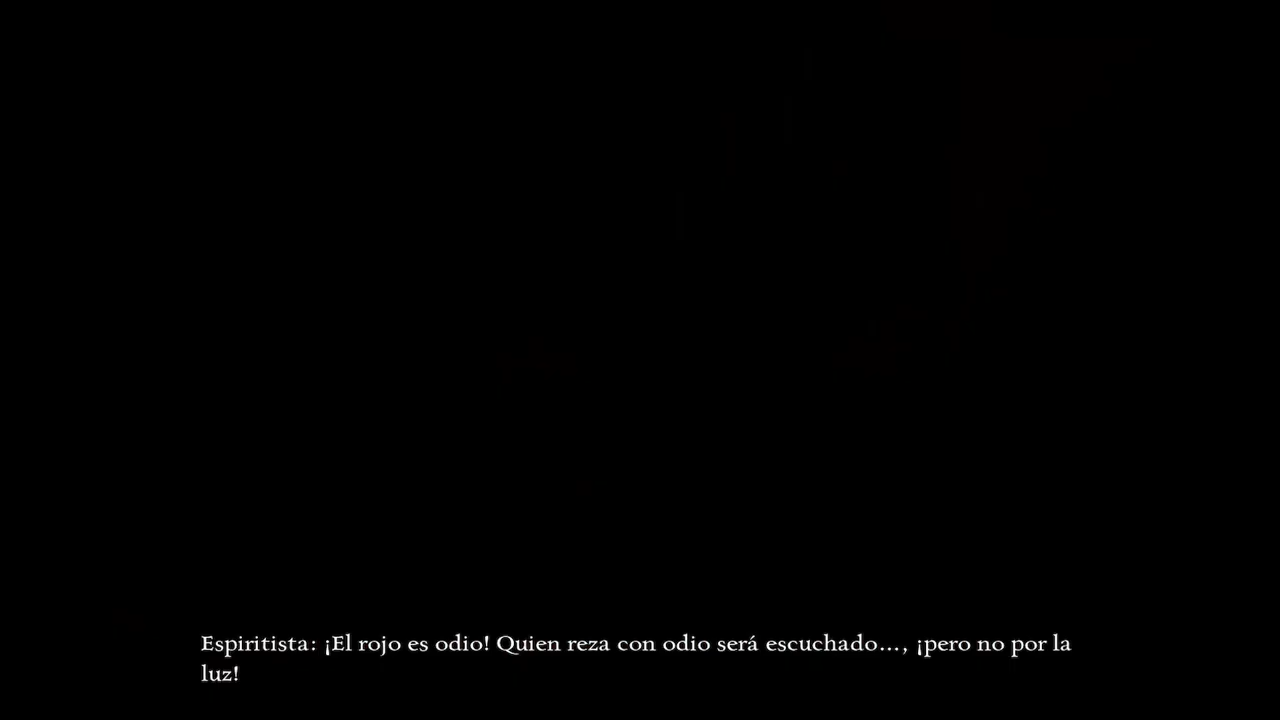 Espiritista: ¡El rojo es odio! Quien reza con odio será escuchado..., ¡pero no por la
luz!